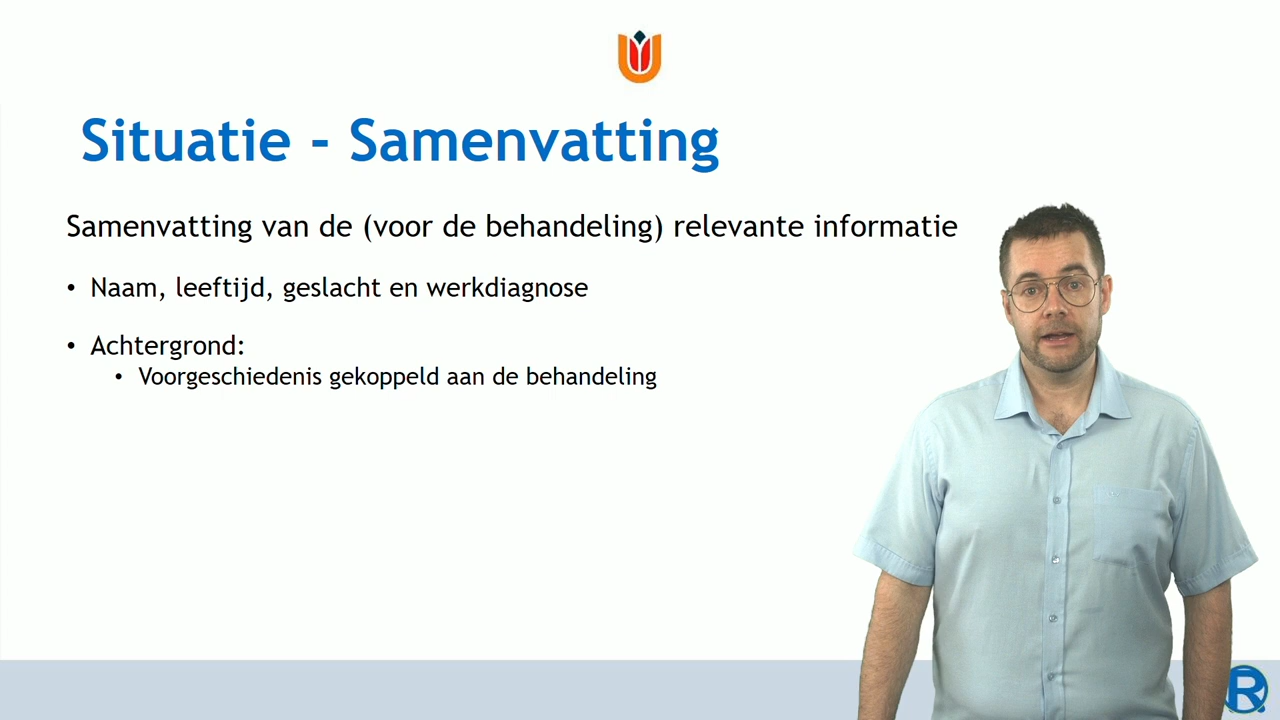 Situatie - Samenvatting
Samenvatting van de (voor de behandeling) relevante informatie
• Naam, leeftijd, geslacht en werkdiagnose
• Achtergrond:
• Voorgeschiedenis gekoppeld aan de behandeling
R